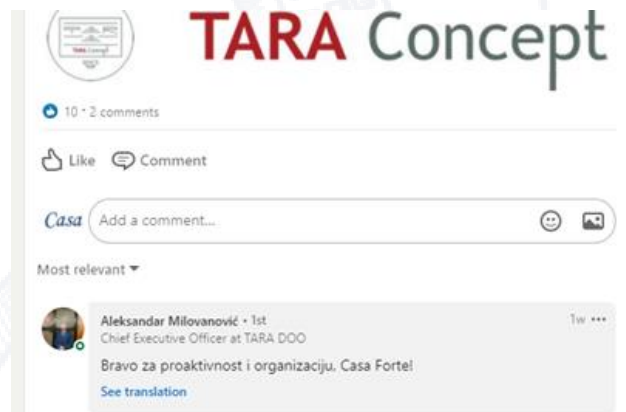 TARA Concept
10 · 2 comments
Like Comment
Casa Add a comment...
Most relevant
Aleksandar Milovanović • 1st 1w •••
Chief Executive Officer at TARA DOO
Bravo za proaktivnost i organizaciju, Casa Forte!
See translation